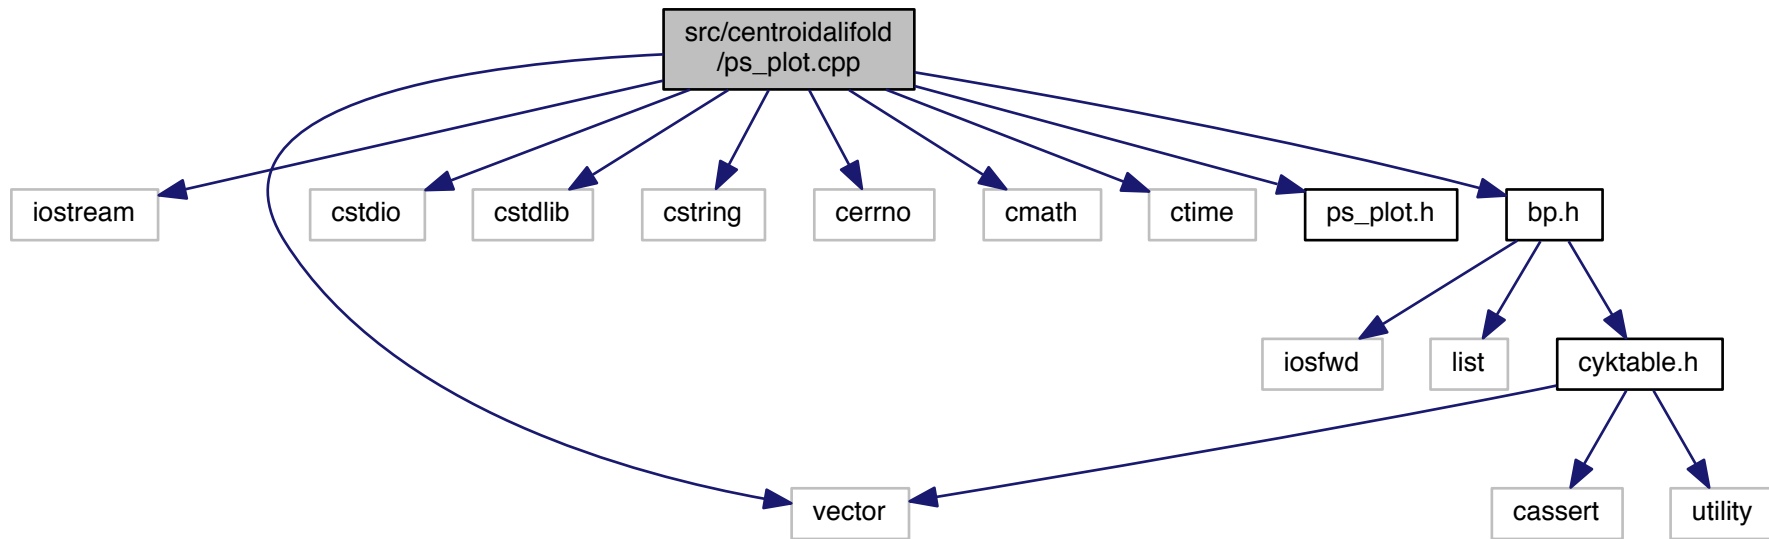 src/centroidalifold
/ps_plot.cpp
iostream
cstdio
cstdlib
cstring
cerrno
cmath
ctime
ps_plot.h
bp.h
iosfwd
list
cyktable.h
vector
cassert
utility